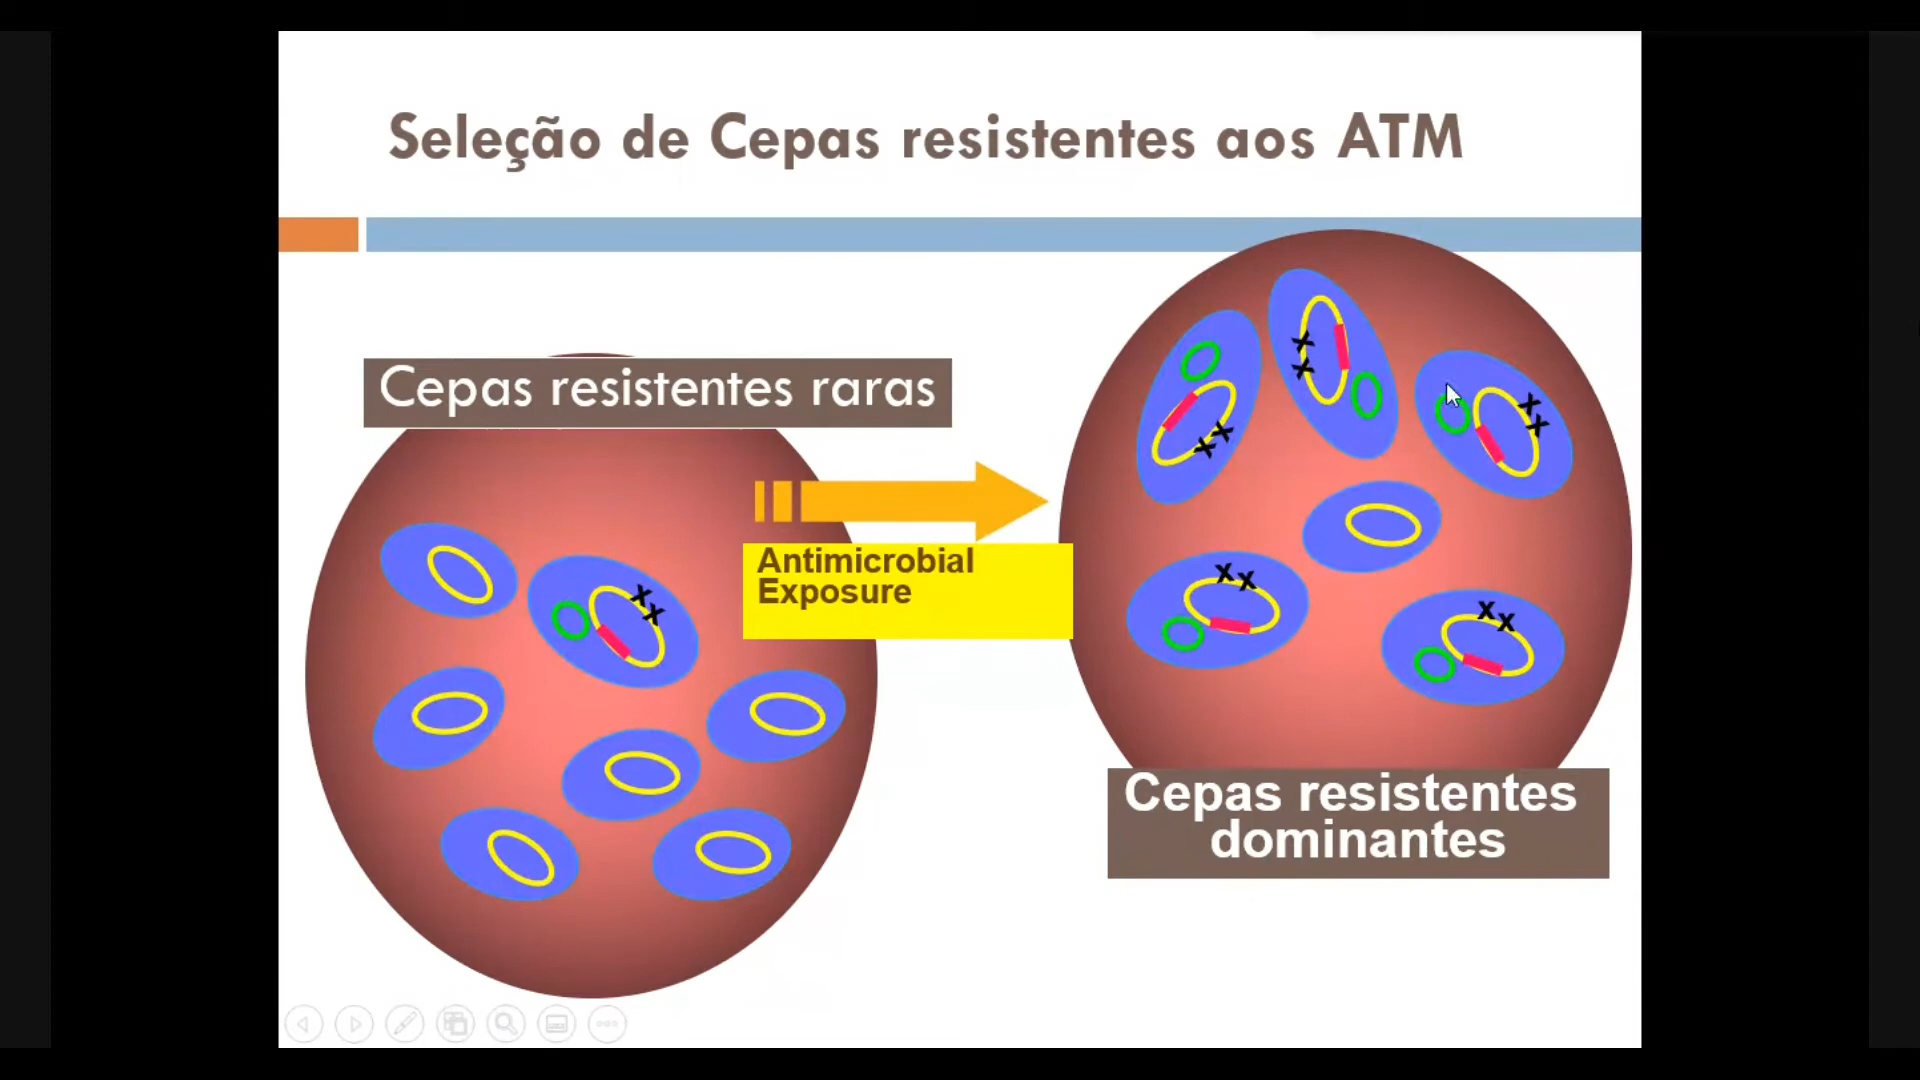 Seleção de Cepas resistentes aos ATM
Cepas resistentes raras
Antimicrobial
Exposure
Cepas resistentes
dominantes